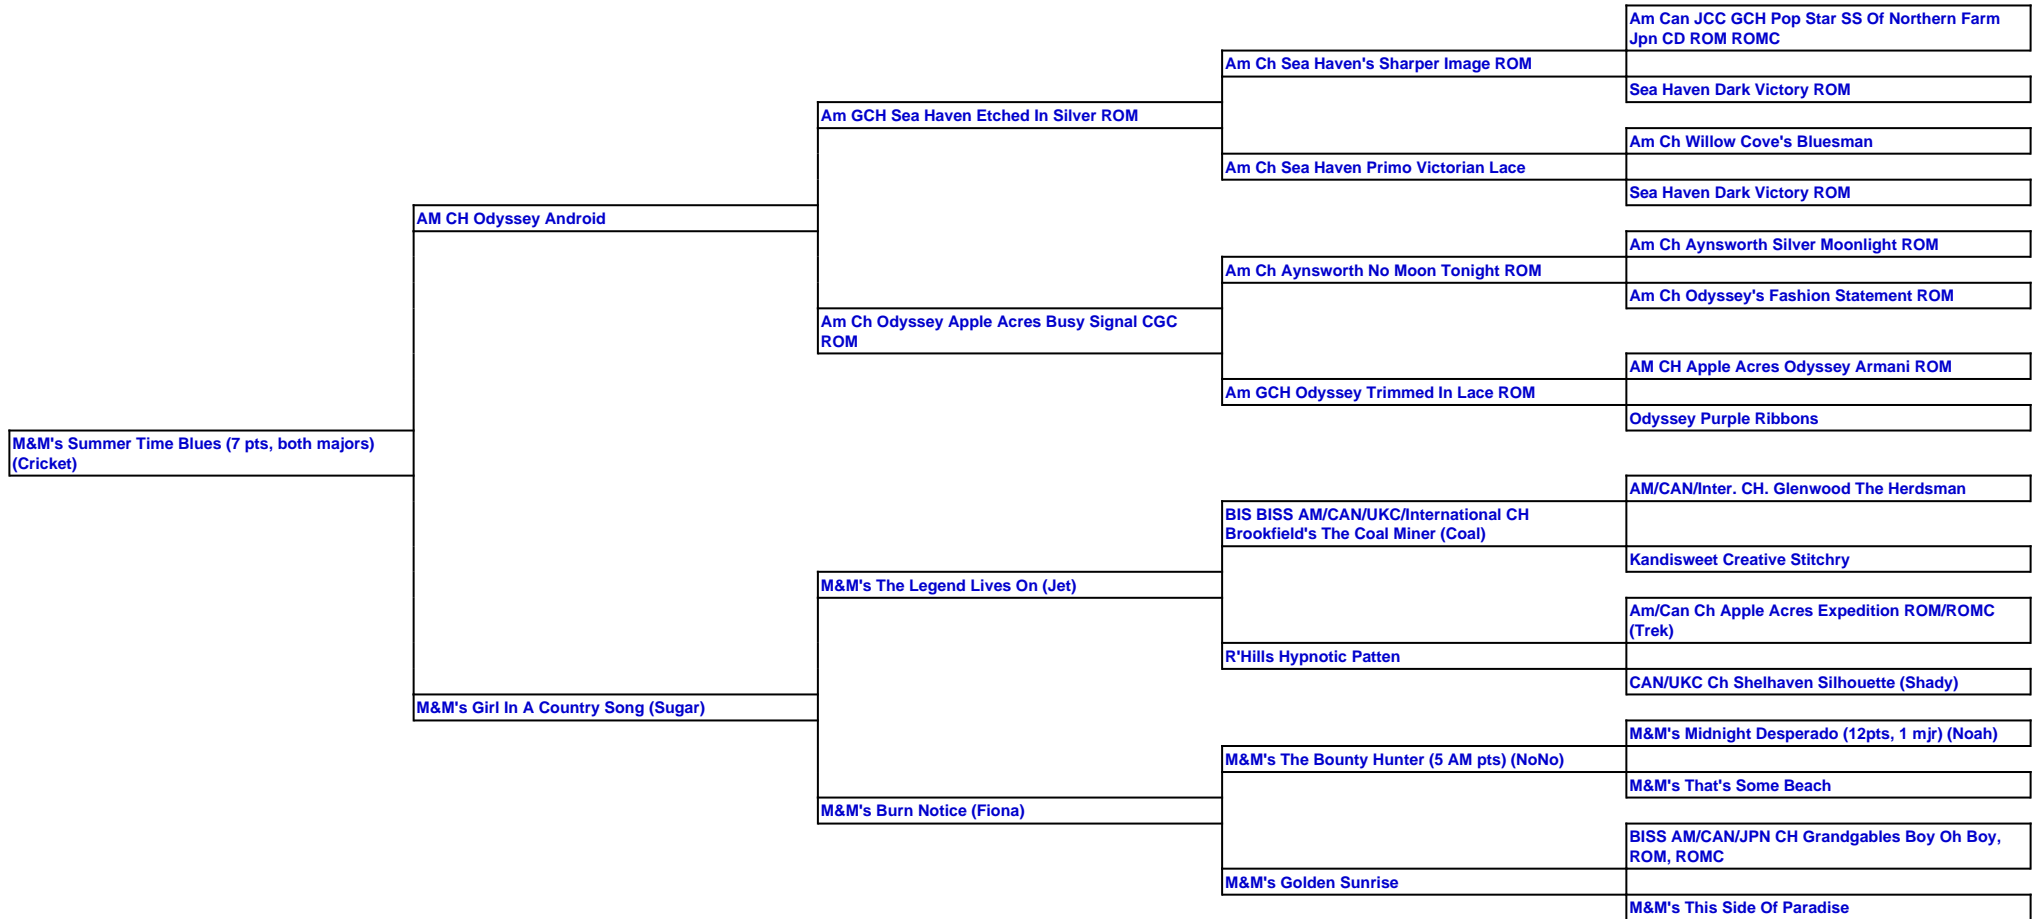 Am Can JCC GCH Pop Star SS Of Northern Farm
Jpn CD ROM ROMC
Am Ch Sea Haven's Sharper Image ROM
Sea Haven Dark Victory ROM
Am GCH Sea Haven Etched In Silver ROM
Am Ch Willow Cove's Bluesman
Am Ch Sea Haven Primo Victorian Lace
Sea Haven Dark Victory ROM
AM CH Odyssey Android
Am Ch Aynsworth Silver Moonlight ROM
Am Ch Aynsworth No Moon Tonight ROM
Am Ch Odyssey's Fashion Statement ROM
Am Ch Odyssey Apple Acres Busy Signal CGC
ROM
AM CH Apple Acres Odyssey Armani ROM
Am GCH Odyssey Trimmed In Lace ROM
Odyssey Purple Ribbons
M&M's Summer Time Blues (7 pts, both majors)
(Cricket)
AM/CAN/Inter. CH. Glenwood The Herdsman
BIS BISS AM/CAN/UKC/International CH
Brookfield's The Coal Miner (Coal)
Kandisweet Creative Stitchry
M&M's The Legend Lives On (Jet)
Am/Can Ch Apple Acres Expedition ROM/ROMC
(Trek)
R'Hills Hypnotic Patten
CAN/UKC Ch Shelhaven Silhouette (Shady)
M&M's Girl In A Country Song (Sugar)
M&M's Midnight Desperado (12pts, 1 mjr) (Noah)
M&M's The Bounty Hunter (5 AM pts) (NoNo)
M&M's That's Some Beach
M&M's Burn Notice (Fiona)
BISS AM/CAN/JPN CH Grandgables Boy Oh Boy,
ROM, ROMC
M&M's Golden Sunrise
M&M's This Side Of Paradise